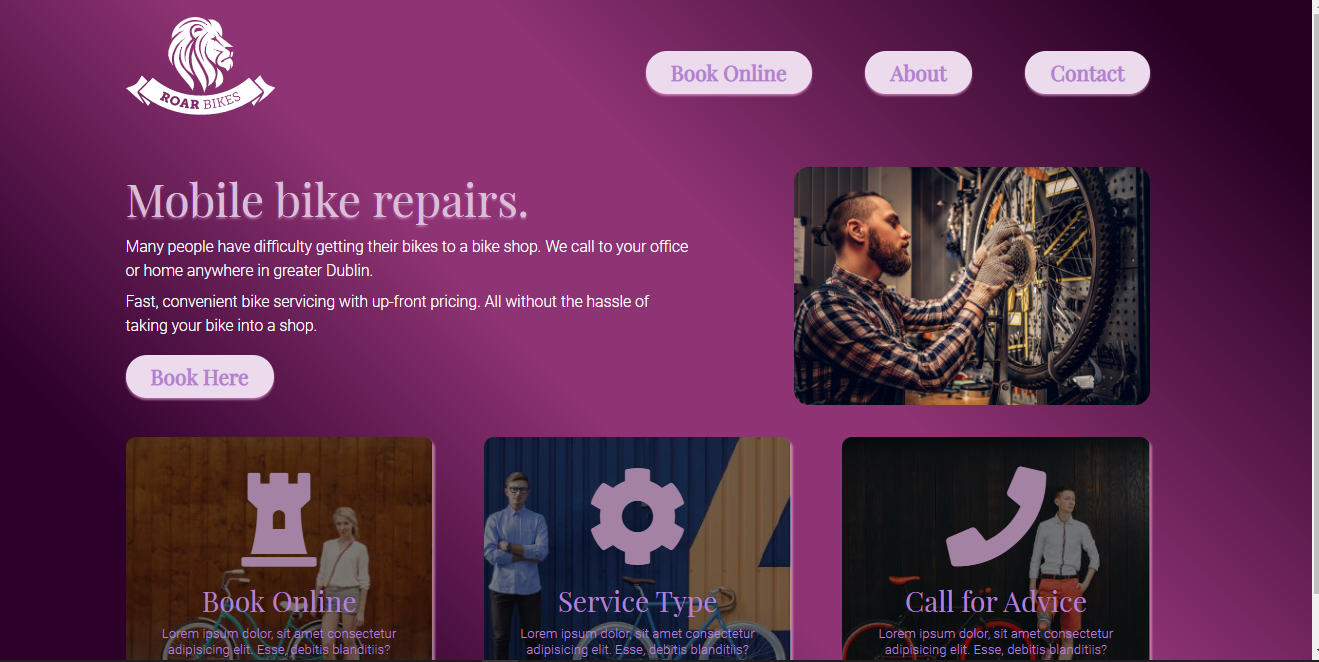 ROAR BIKES
Book Online
About
Contact
Mobile bike repairs.
Many people have difficulty getting their bikes to a bike shop. We call to your office
or home anywhere in greater Dublin.
Fast, convenient bike servicing with up-front pricing. All without the hassle of
taking your bike into a shop.
Book Here
Book Online
Lorem ipsum dolor, sit amet consectetur
adipisicing elit. Esse, debitis blanditiis?
Service Type
Lorem ipsum dolor, sit amet consectetur
adipisicing elit. Esse, debitis blanditiis?
Call for Advice
Lorem ipsum dolor, sit amet consectetur
adipisicing elit. Esse, debitis blanditiis?